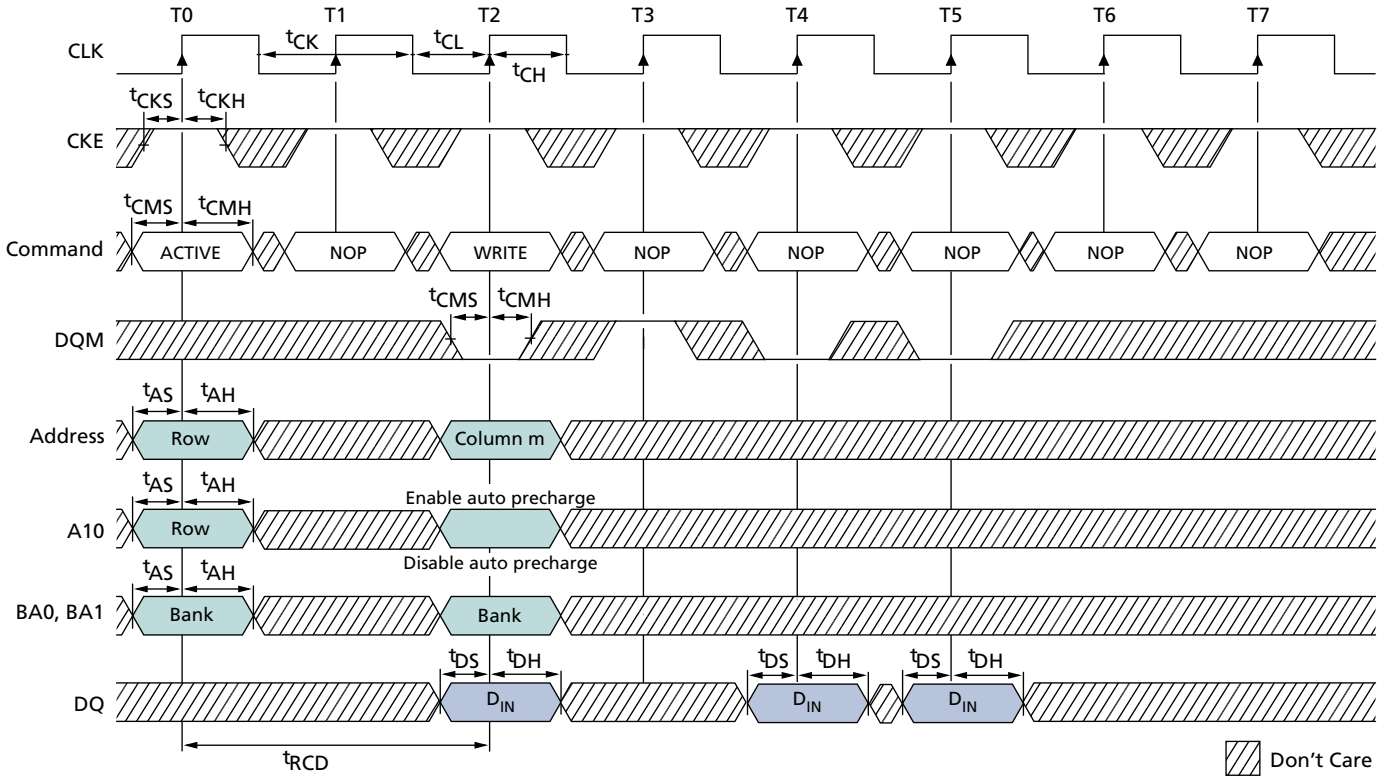 T0 T1 T2 T3 T4 T5 T6 T7
CLK
tCK tCL
tCH
tCKS tCKH
CKE
tCMS tCMH
Command ACTIVE NOP WRITE NOP NOP NOP NOP NOP
tCMS tCMH
DQM
tAS tAH
Address Row Column m
tAS tAH Enable auto precharge
A10 Row
Disable auto precharge
tAS tAH
BA0, BA1 Bank Bank
tDS tDH tDS tDH tDS tDH
DQ DIN DIN DIN
tRCD
Don't Care